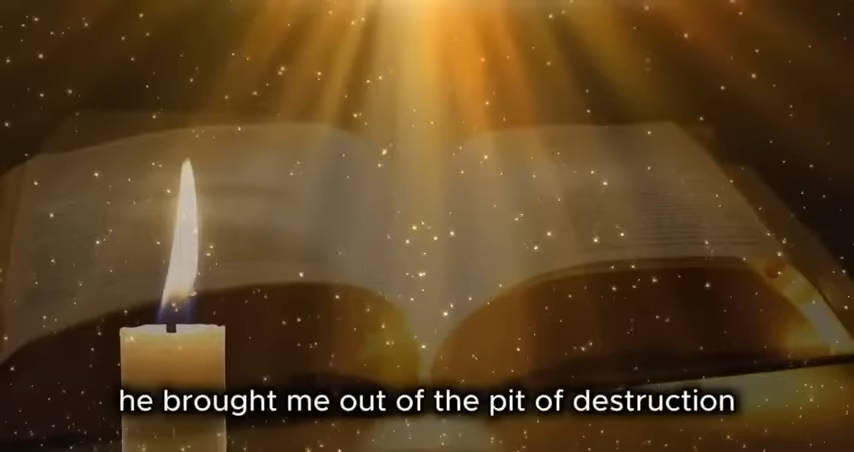 he brought me out of the pit of destruction